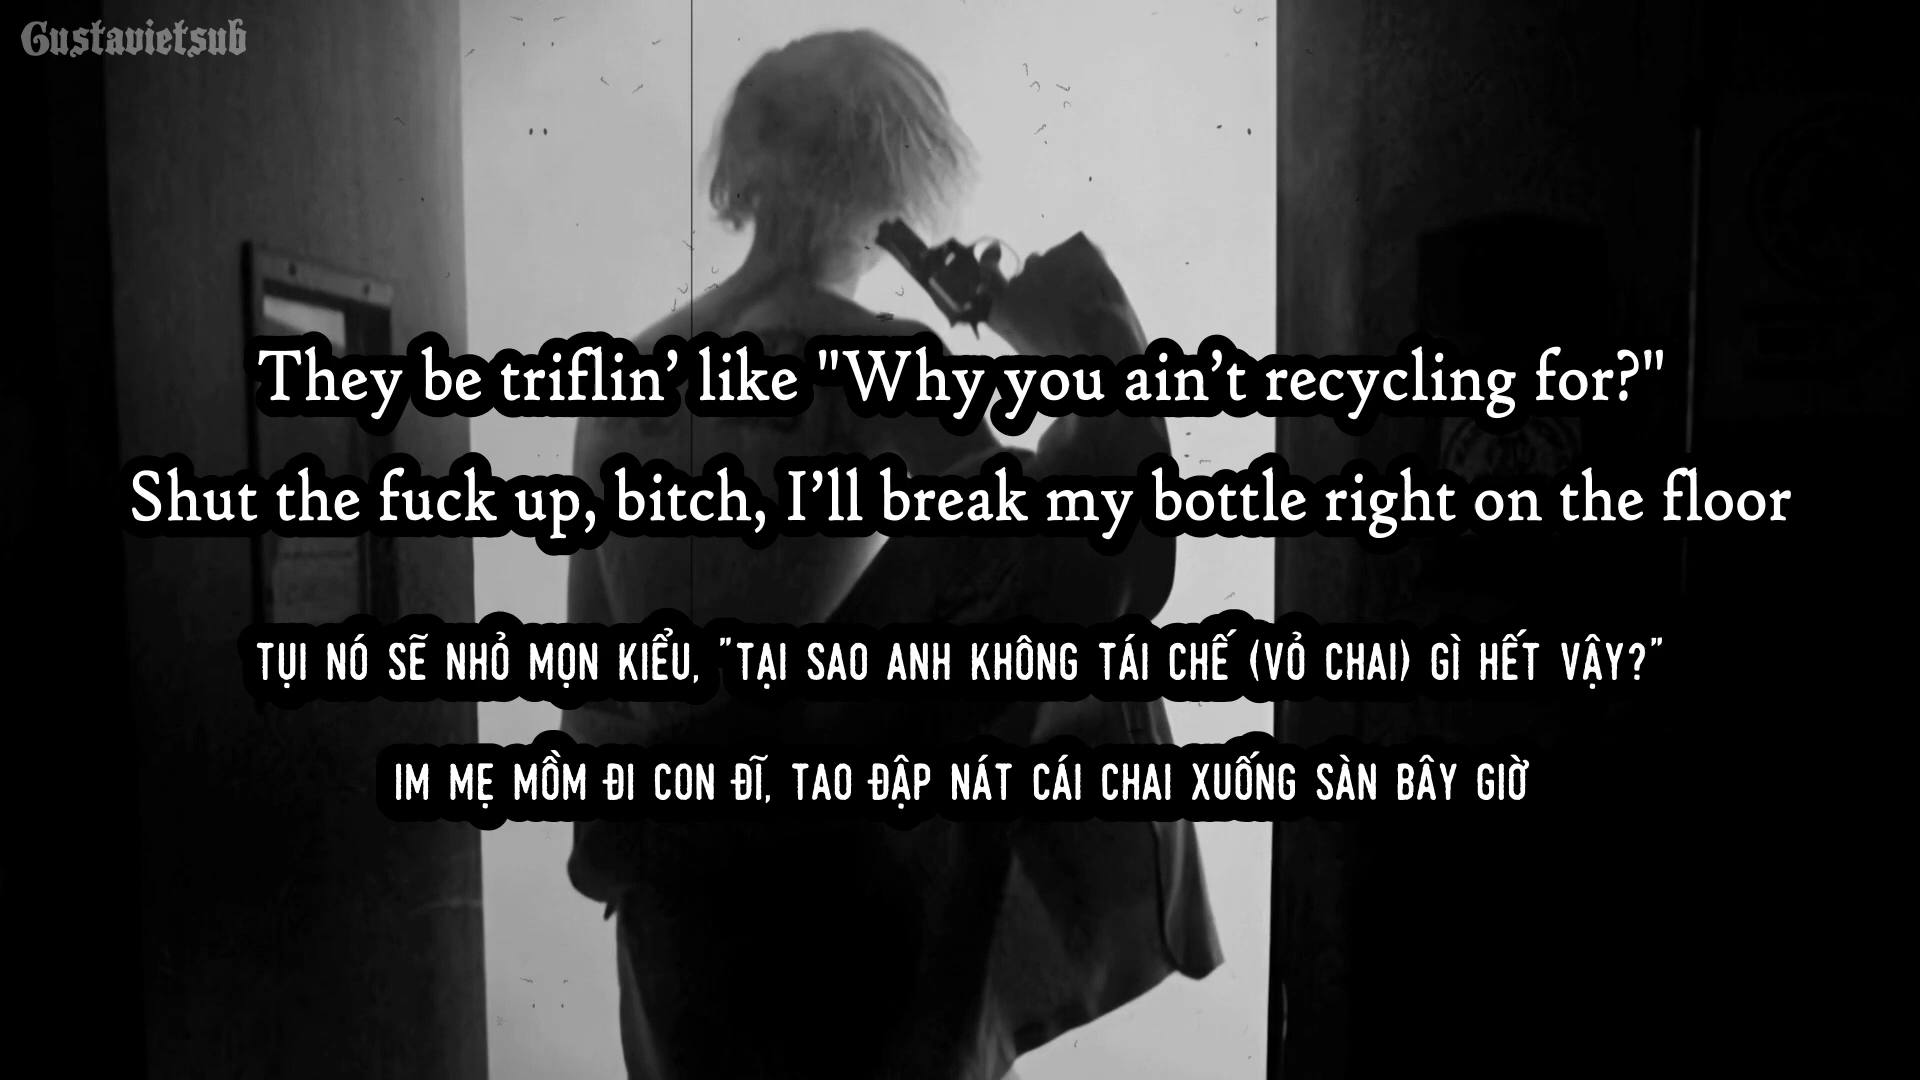 Gustavietsub
They be triflin’ like "Why you ain’t recycling for?"
Shut the fuck up, bitch, I’ll break my bottle right on the floor
TỤI NÓ SẼ NHỎ MỌN KIỂU, "TẠI SAO ANH KHÔNG TÁI CHẾ (VỎ CHAI) GÌ HẾT VẬY?"
IM MẸ MỒM ĐI CON ĐĨ, TAO ĐẬP NÁT CÁI CHAI XUỐNG SÀN BÂY GIỜ